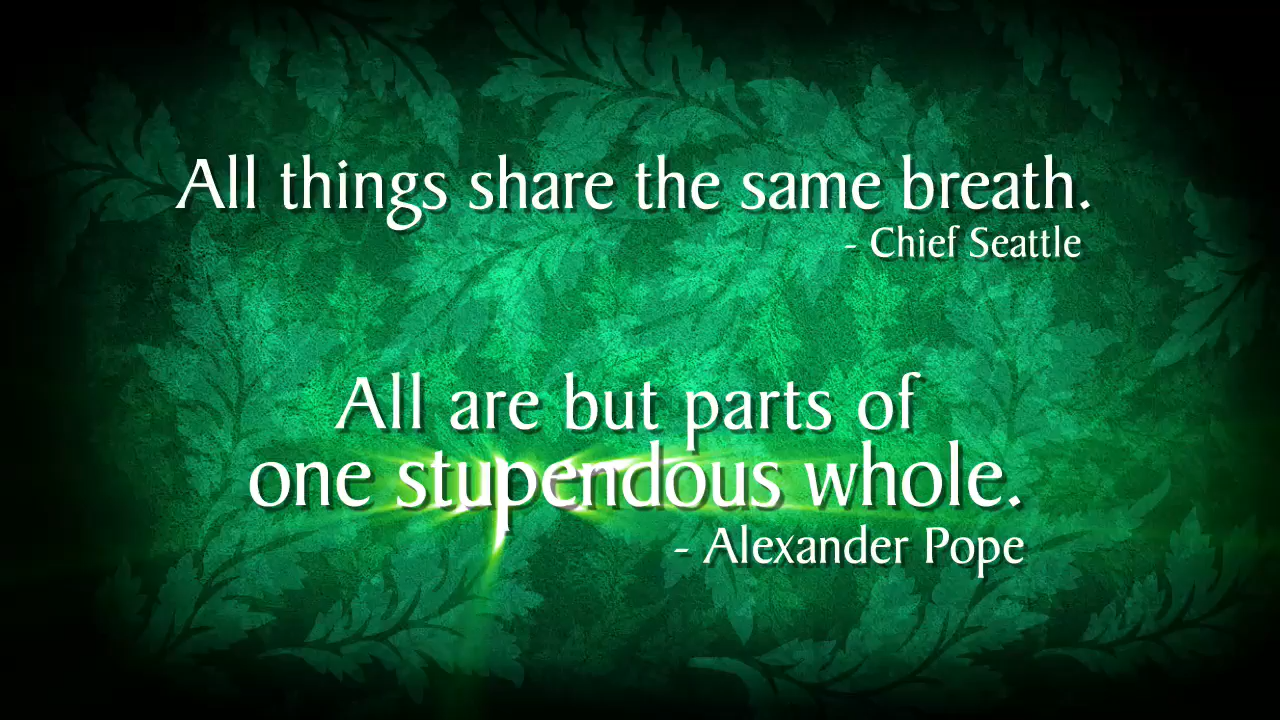 All things share the same breath.
- Chief Seattle
All are but parts of
one stupendous whole.
- Alexander Pope